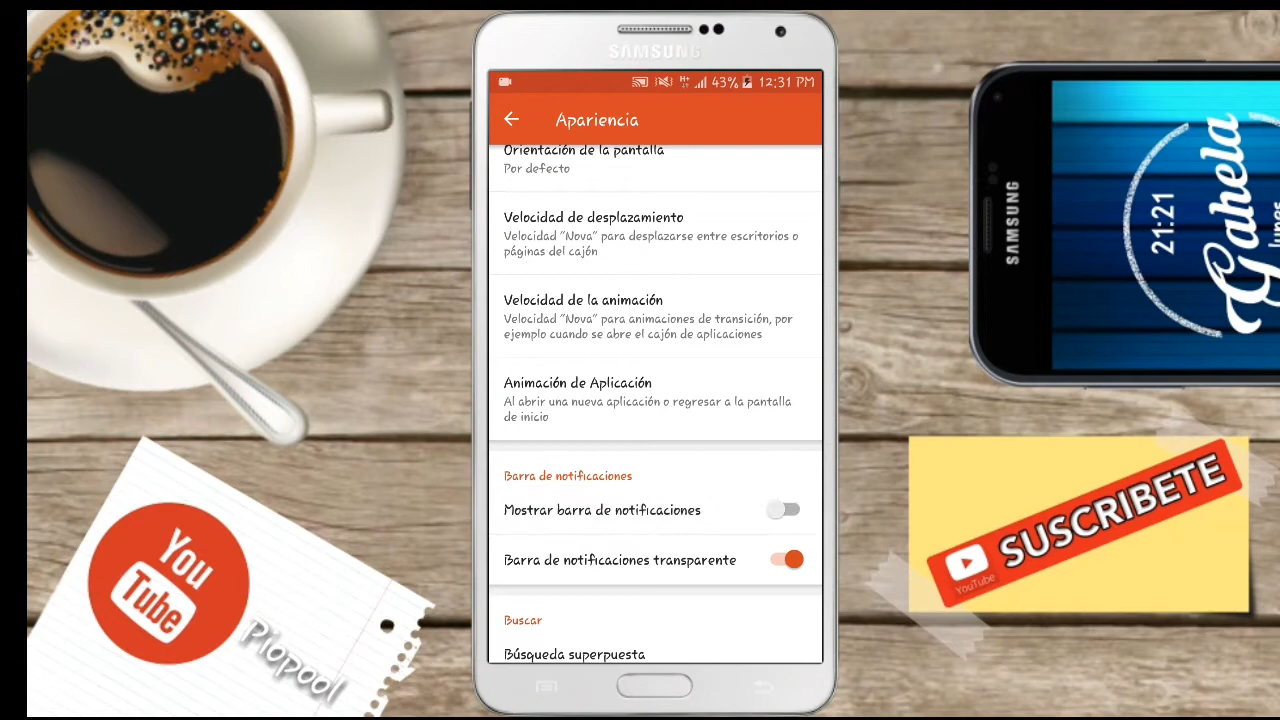 SAMSUNG
43% 12:31 PM
Apariencia
Orientación de la pantalla
Por defecto
Velocidad de desplazamiento
Velocidad "Nova" para desplazarse entre escritorios o
páginas del cajón
Velocidad de la animación
Velocidad "Nova" para animaciones de transición, por
ejemplo cuando se abre el cajón de aplicaciones
Animación de Aplicación
Al abrir una nueva aplicación o regresar a la pantalla
de inicio
Barra de notificaciones
Mostrar barra de notificaciones
Barra de notificaciones transparente
Buscar
Búsqueda superpuesta
SAMSUNG
21:21
Gahela
lunes
You
Tube
Piopool
SUSCRIBETE
YouTube